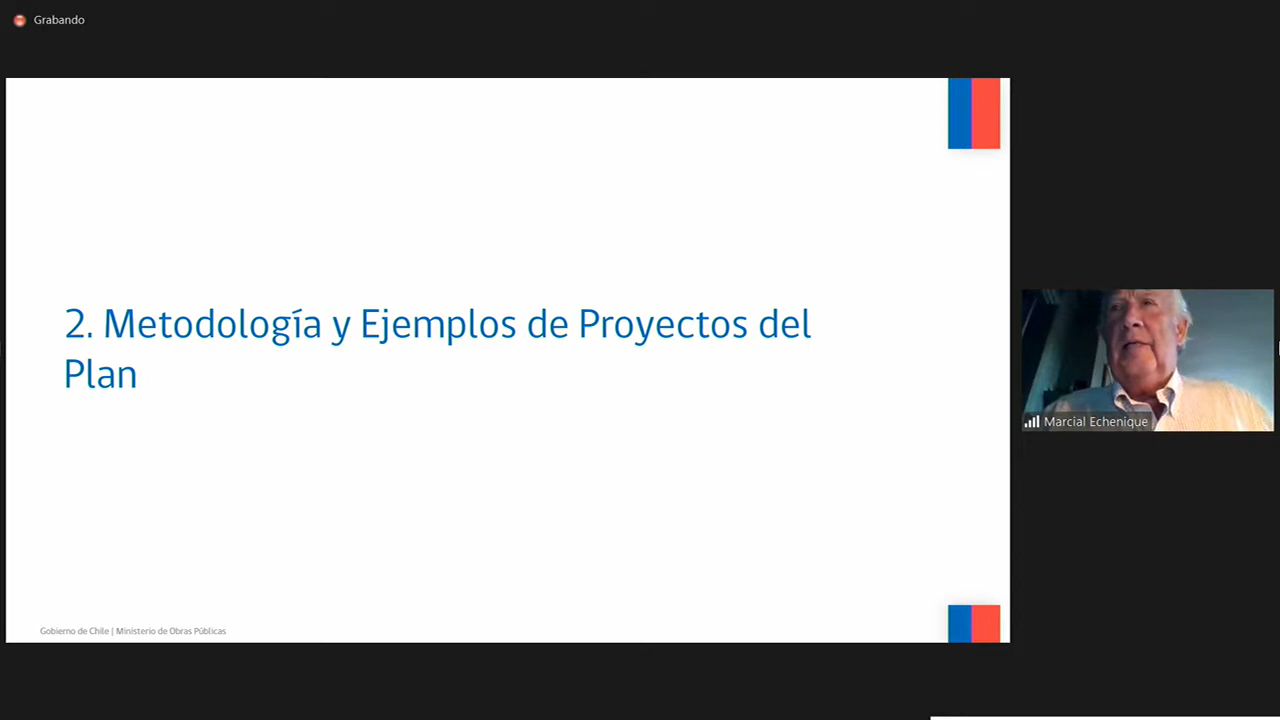 Grabando
2. Metodología y Ejemplos de Proyectos del
Plan
Marcial Echenique
Gobierno de Chile | Ministerio de Obras Públicas